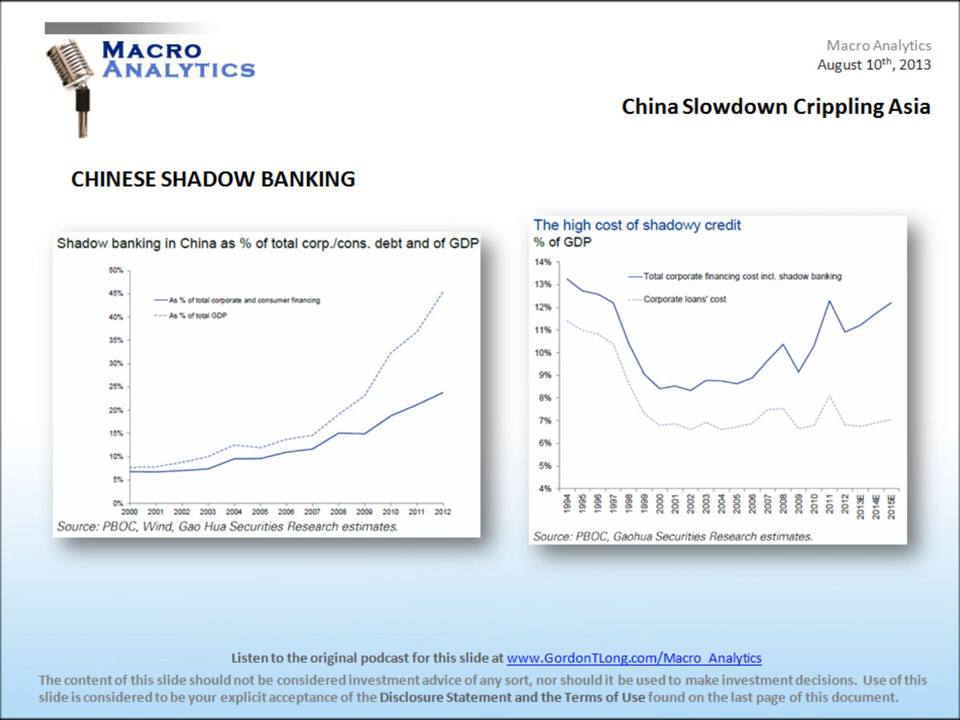 MACRO
ANALYTICS
Macro Analytics
August 10th, 2013
China Slowdown Crippling Asia
CHINESE SHADOW BANKING
Shadow banking in China as % of total corp./cons. debt and of GDP
50%
45%
40%
35%
30%
25%
20%
15%
10%
5%
0%
As % of total corporate and consumer financing
As % of total GDP
2000 2001 2002 2003 2004 2005 2006 2007 2008 2009 2010 2011 2012
Source: PBOC, Wind, Gao Hua Securities Research estimates.
The high cost of shadowy credit
% of GDP
14%
13%
12%
11%
10%
9%
8%
7%
6%
5%
4%
Total corporate financing cost incl. shadow banking
Corporate loans' cost
1994 1995 1996 1997 1998 1999 2000 2001 2002 2003 2004 2005 2006 2007 2008 2009 2010 2011 2012 2013E 2014E 2015E
Source: PBOC, Gaohua Securities Research estimates.
Listen to the original podcast for this slide at www.GordonTLong.com/Macro_Analytics
The content of this slide should not be considered investment advice of any sort, nor should it be used to make investment decisions. Use of this
slide is considered to be your explicit acceptance of the Disclosure Statement and the Terms of Use found on the last page of this document.